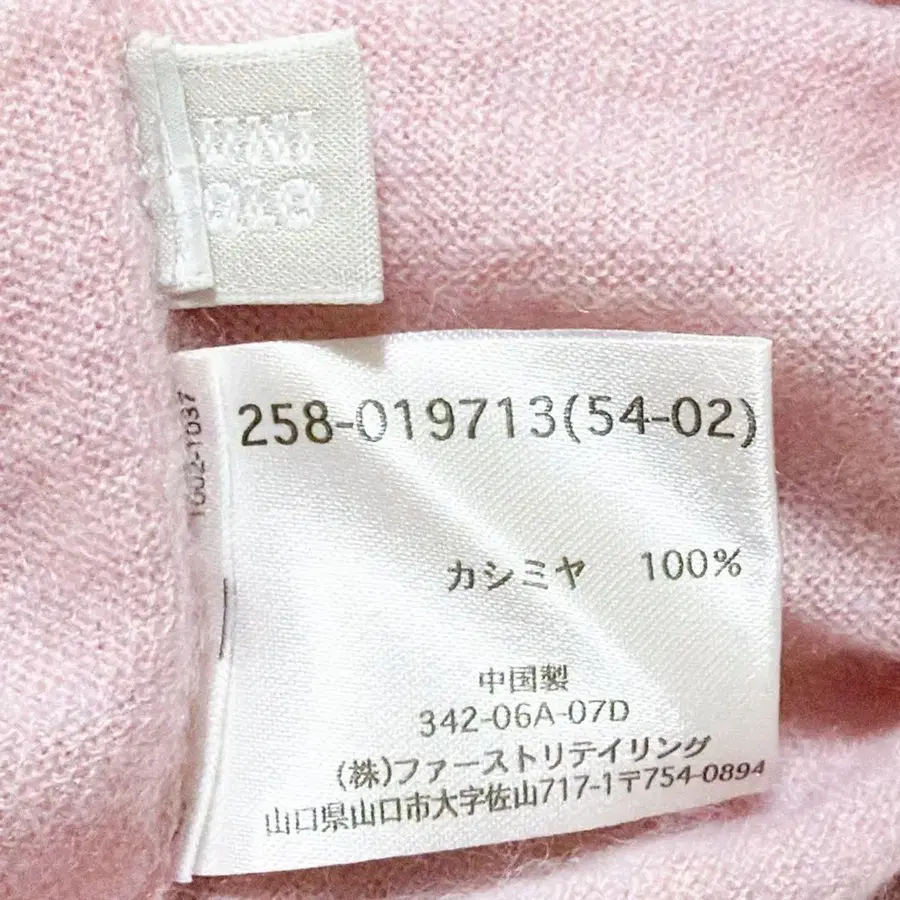 258-019713(54-02)
カシミヤ 100%
中国製
342-06A-07D
(株)ファーストリテイリング
山口県山口市大字佐山717-1〒754-0894